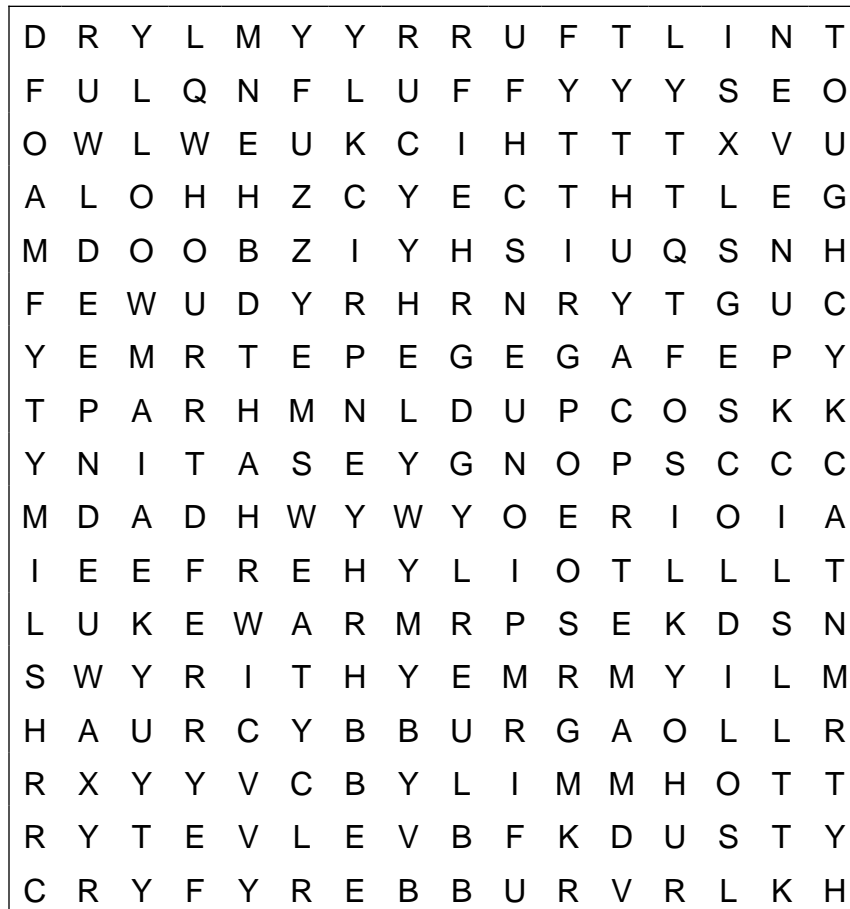 D R Y L M Y Y R R U F T L I N T
F U L Q N F L U F F Y Y Y S E O
O W L W E U K C I H T T T X V U
A L O H H Z C Y E C T H T L E G
M D O O B Z I Y H S I U Q S N H
F E W U D Y R H R N R Y T G U C
Y E M R T E P E G E G A F E P Y
T P A R H M N L D U P C O S K K
Y N I T A S E Y G N O P S C C C
M D A D H W Y W Y O E R I O I A
I E E F R E H Y L I O T L L L T
L U K E W A R M R P S E K D S N
S W Y R I T H Y E M R M Y I L M
H A U R C Y B B U R G A O L L R
R X Y Y V C B Y L I M M H O T T
R Y T E V L E V B F K D U S T Y
C R Y F Y R E B B U R V R L K H